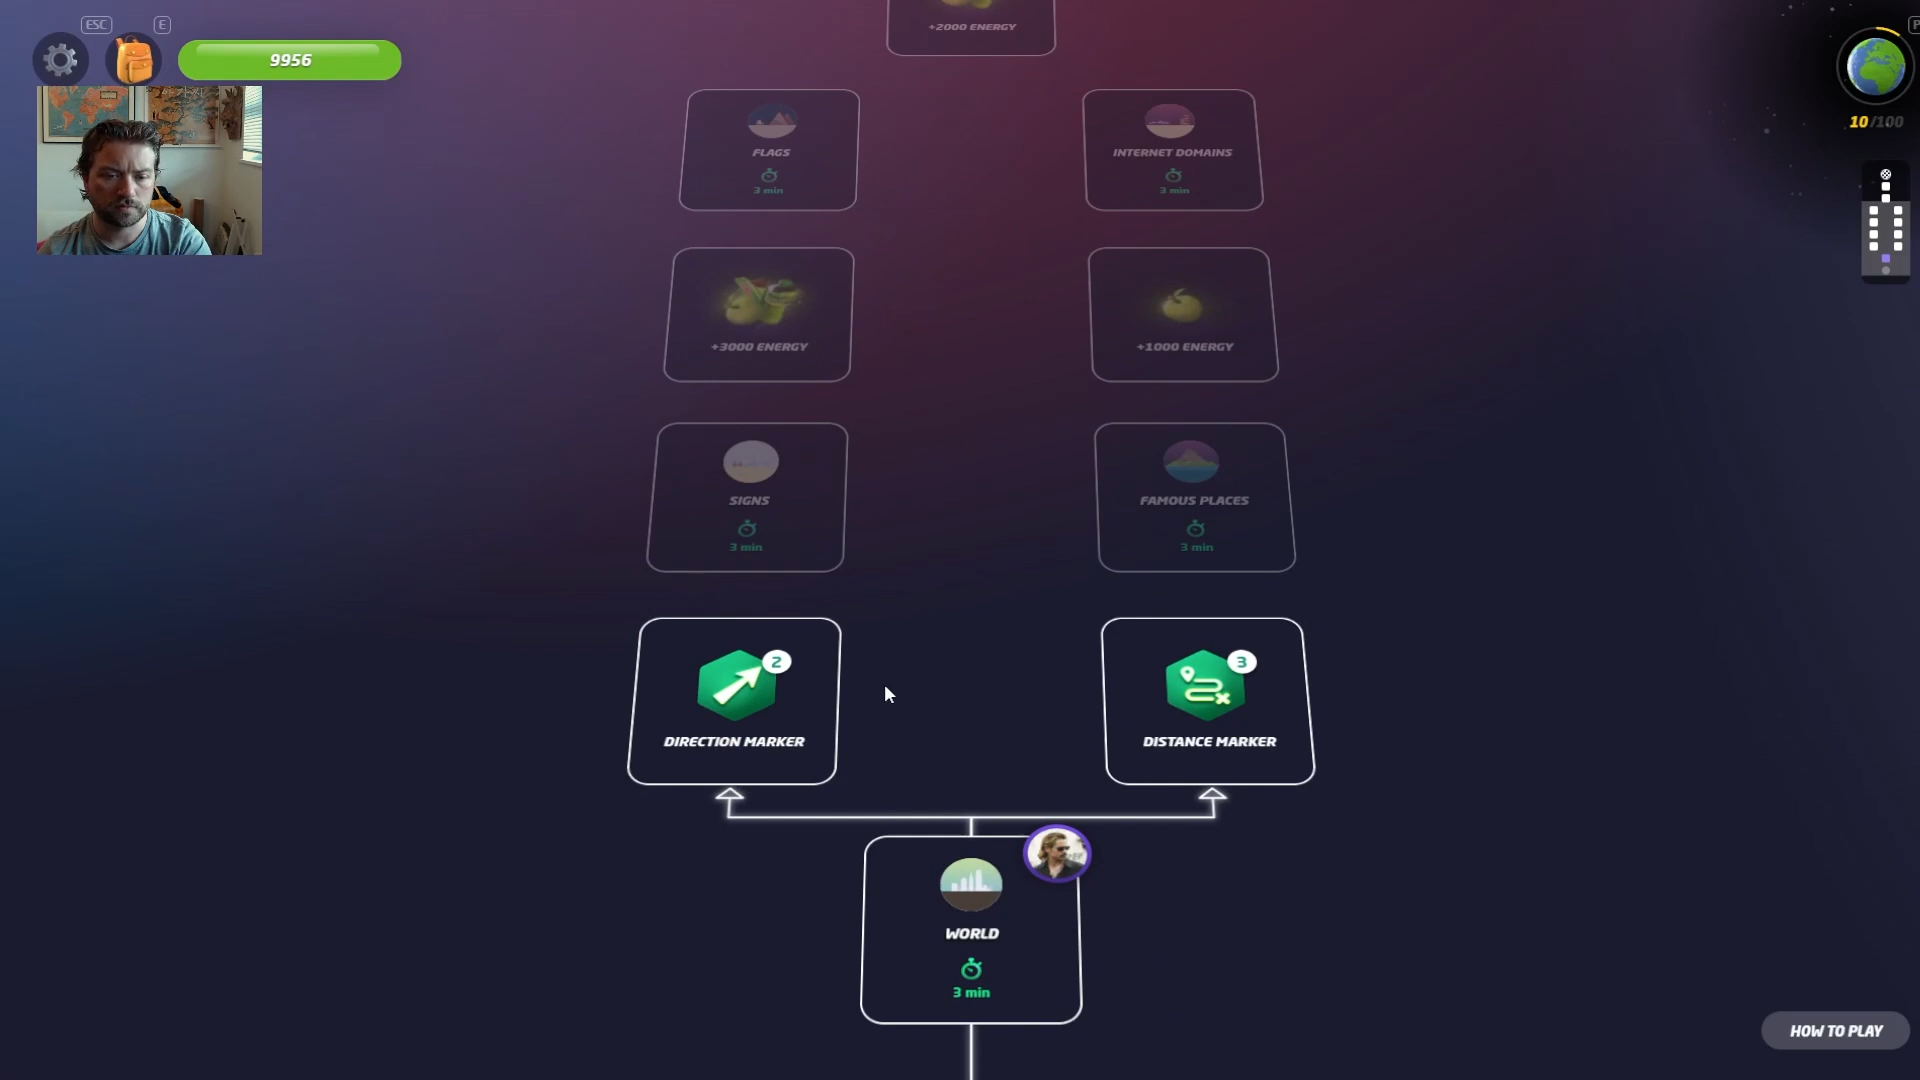 ESC
E
P
9956
+2000 ENERGY
10/100
FLAGS
3 min
INTERNET DOMAINS
3 min
+3000 ENERGY
+1000 ENERGY
SIGNS
3 min
FAMOUS PLACES
3 min
2
DIRECTION MARKER
3
DISTANCE MARKER
WORLD
3 min
HOW TO PLAY